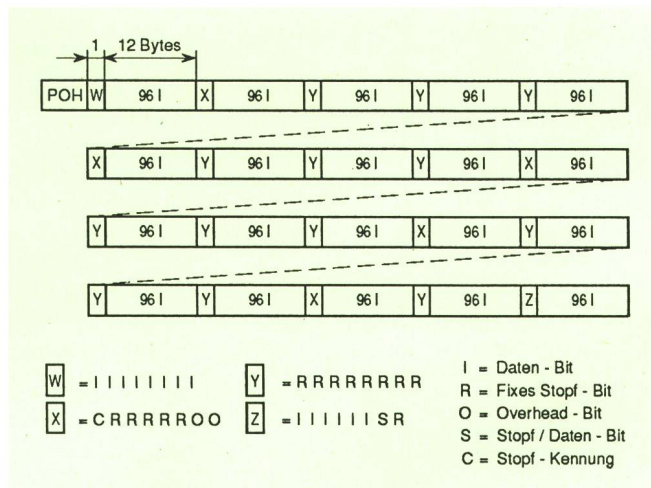 1 12 Bytes
POH W 96 I X 96 I Y 96 I Y 96 I Y 96 I
X 96 I Y 96 I Y 96 I Y 96 I X 96 I
Y 96 I Y 96 I Y 96 I X 96 I Y 96 I
Y 96 I Y 96 I X 96 I Y 96 I Z 96 I
W = I I I I I I I I
Y = R R R R R R R R
X = C R R R R R O O
Z = I I I I I I S R
I = Daten - Bit
R = Fixes Stopf - Bit
O = Overhead - Bit
S = Stopf / Daten - Bit
C = Stopf - Kennung